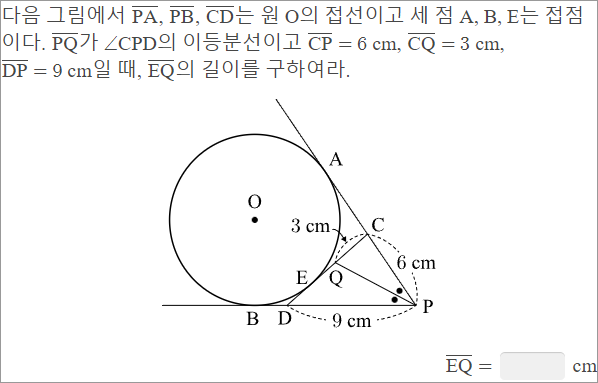 다음 그림에서 PA, PB, CD는 원 O의 접선이고 세 점 A, B, E는 접점
이다. PQ가 ∠CPD의 이등분선이고 CP = 6 cm, CQ = 3 cm,
DP = 9 cm일 때, EQ의 길이를 구하여라.
A
O
3 cm
C
E
Q
6 cm
B
D
9 cm
P
EQ = cm